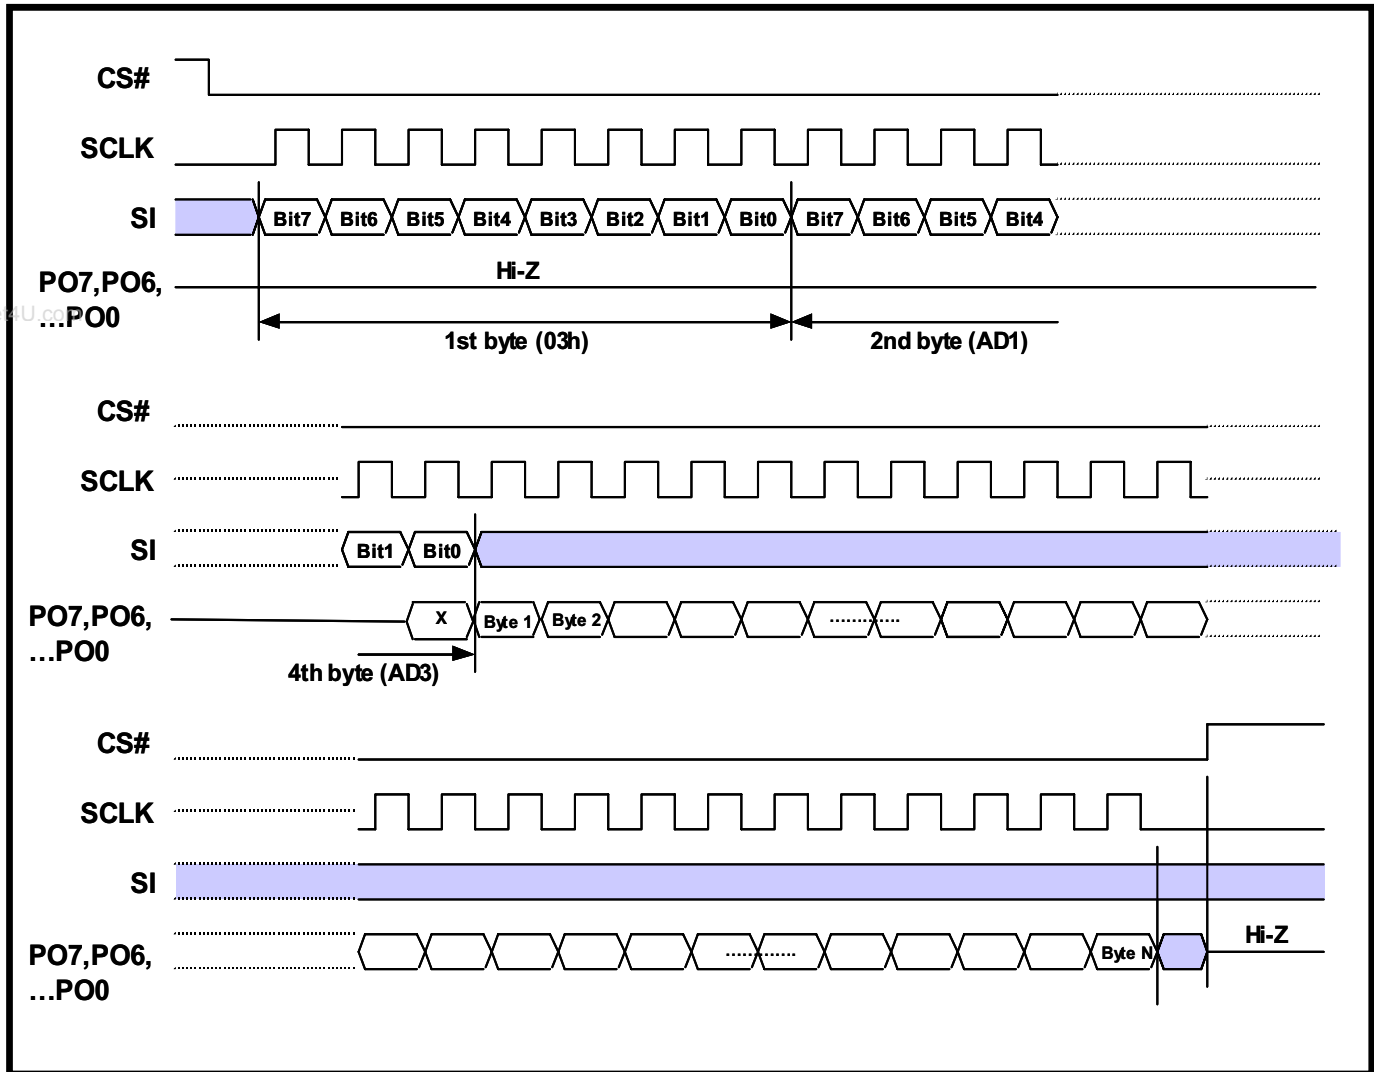 CS#
SCLK
SI
Bit7 Bit6 Bit5 Bit4 Bit3 Bit2 Bit1 Bit0 Bit7 Bit6 Bit5 Bit4
Hi-Z
PO7,PO6,
...PO0
et4U.com
1st byte (03h)
2nd byte (AD1)
CS#
SCLK
SI
Bit1 Bit0
PO7,PO6,
...PO0
X Byte 1 Byte 2 ............
4th byte (AD3)
CS#
SCLK
SI
PO7,PO6,
...PO0
............ Byte N
Hi-Z